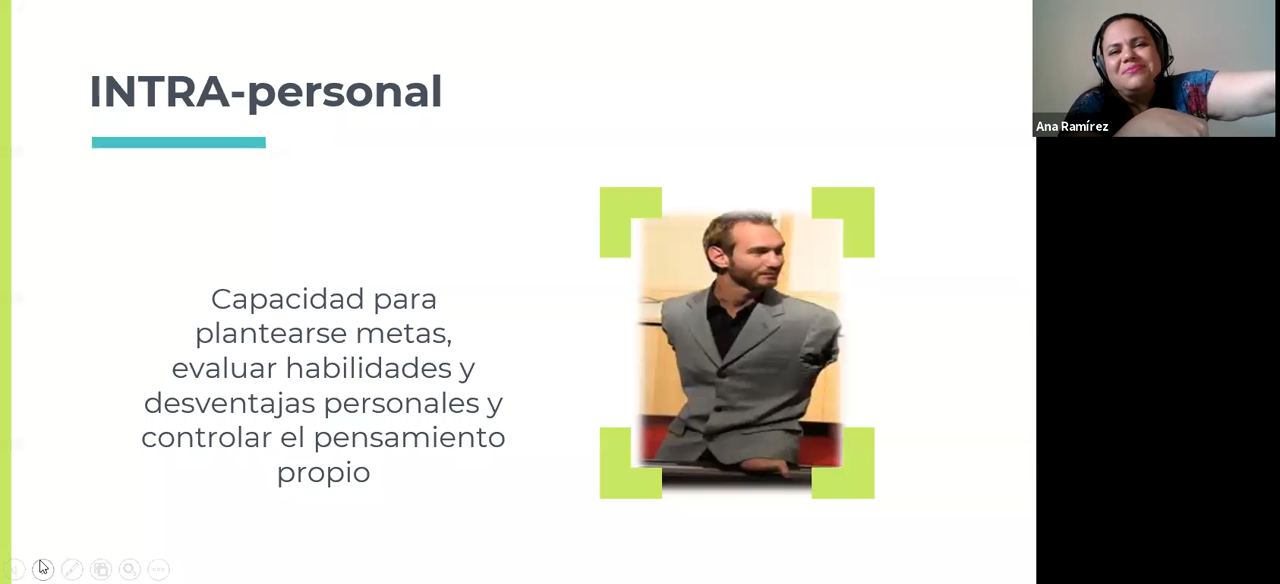 INTRA-personal
Capacidad para
plantearse metas,
evaluar habilidades y
desventajas personales y
controlar el pensamiento
propio
Ana Ramírez